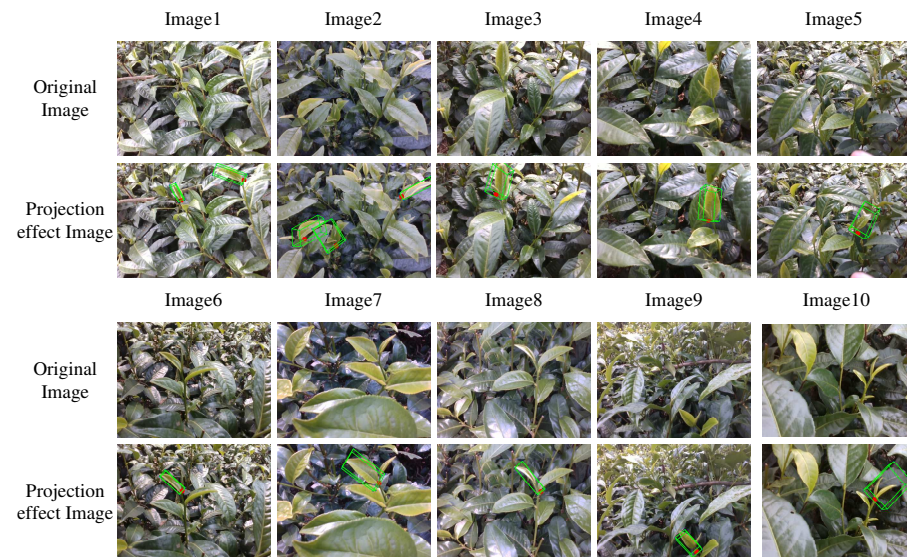 Image1 Image2 Image3 Image4 Image5
Original
Image
Projection
effect Image
Image6 Image7 Image8 Image9 Image10
Original
Image
Projection
effect Image